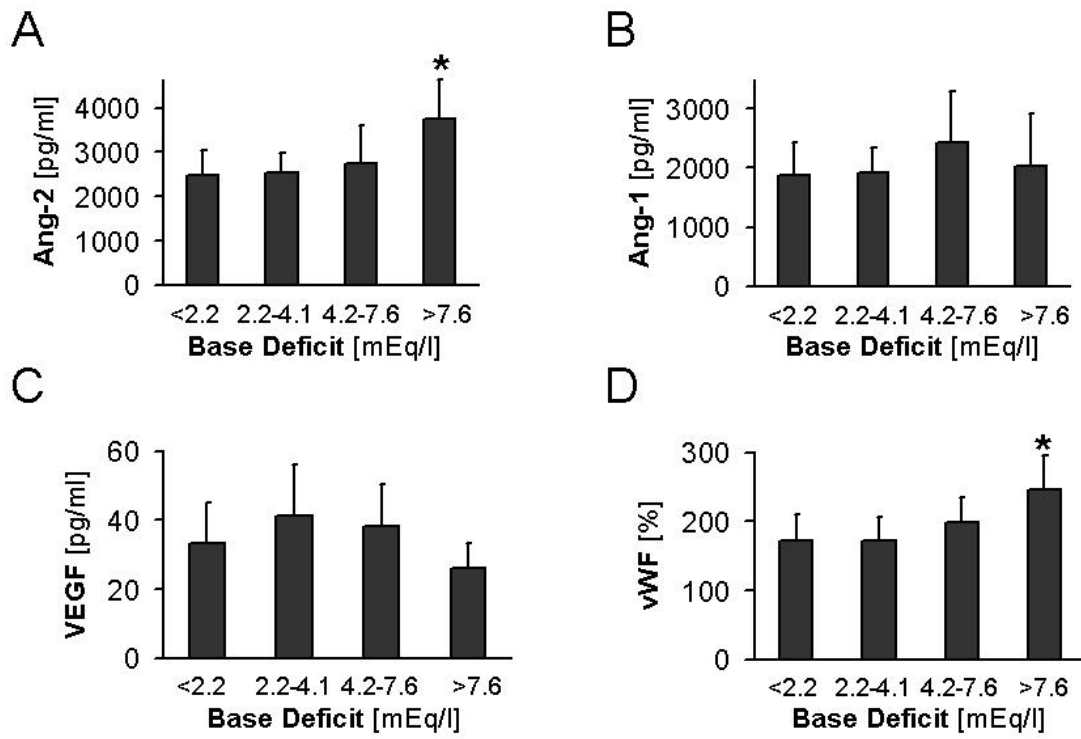 A
*
4000
3000
2000
1000
0
Ang-2 [pg/ml]
<2.2 2.2-4.1 4.2-7.6 >7.6
Base Deficit [mEq/l]
B
3000
2000
1000
0
Ang-1 [pg/ml]
<2.2 2.2-4.1 4.2-7.6 >7.6
Base Deficit [mEq/l]
C
60
40
20
0
VEGF [pg/ml]
<2.2 2.2-4.1 4.2-7.6 >7.6
Base Deficit [mEq/l]
D
*
300
200
100
0
vWF [%]
<2.2 2.2-4.1 4.2-7.6 >7.6
Base Deficit [mEq/l]